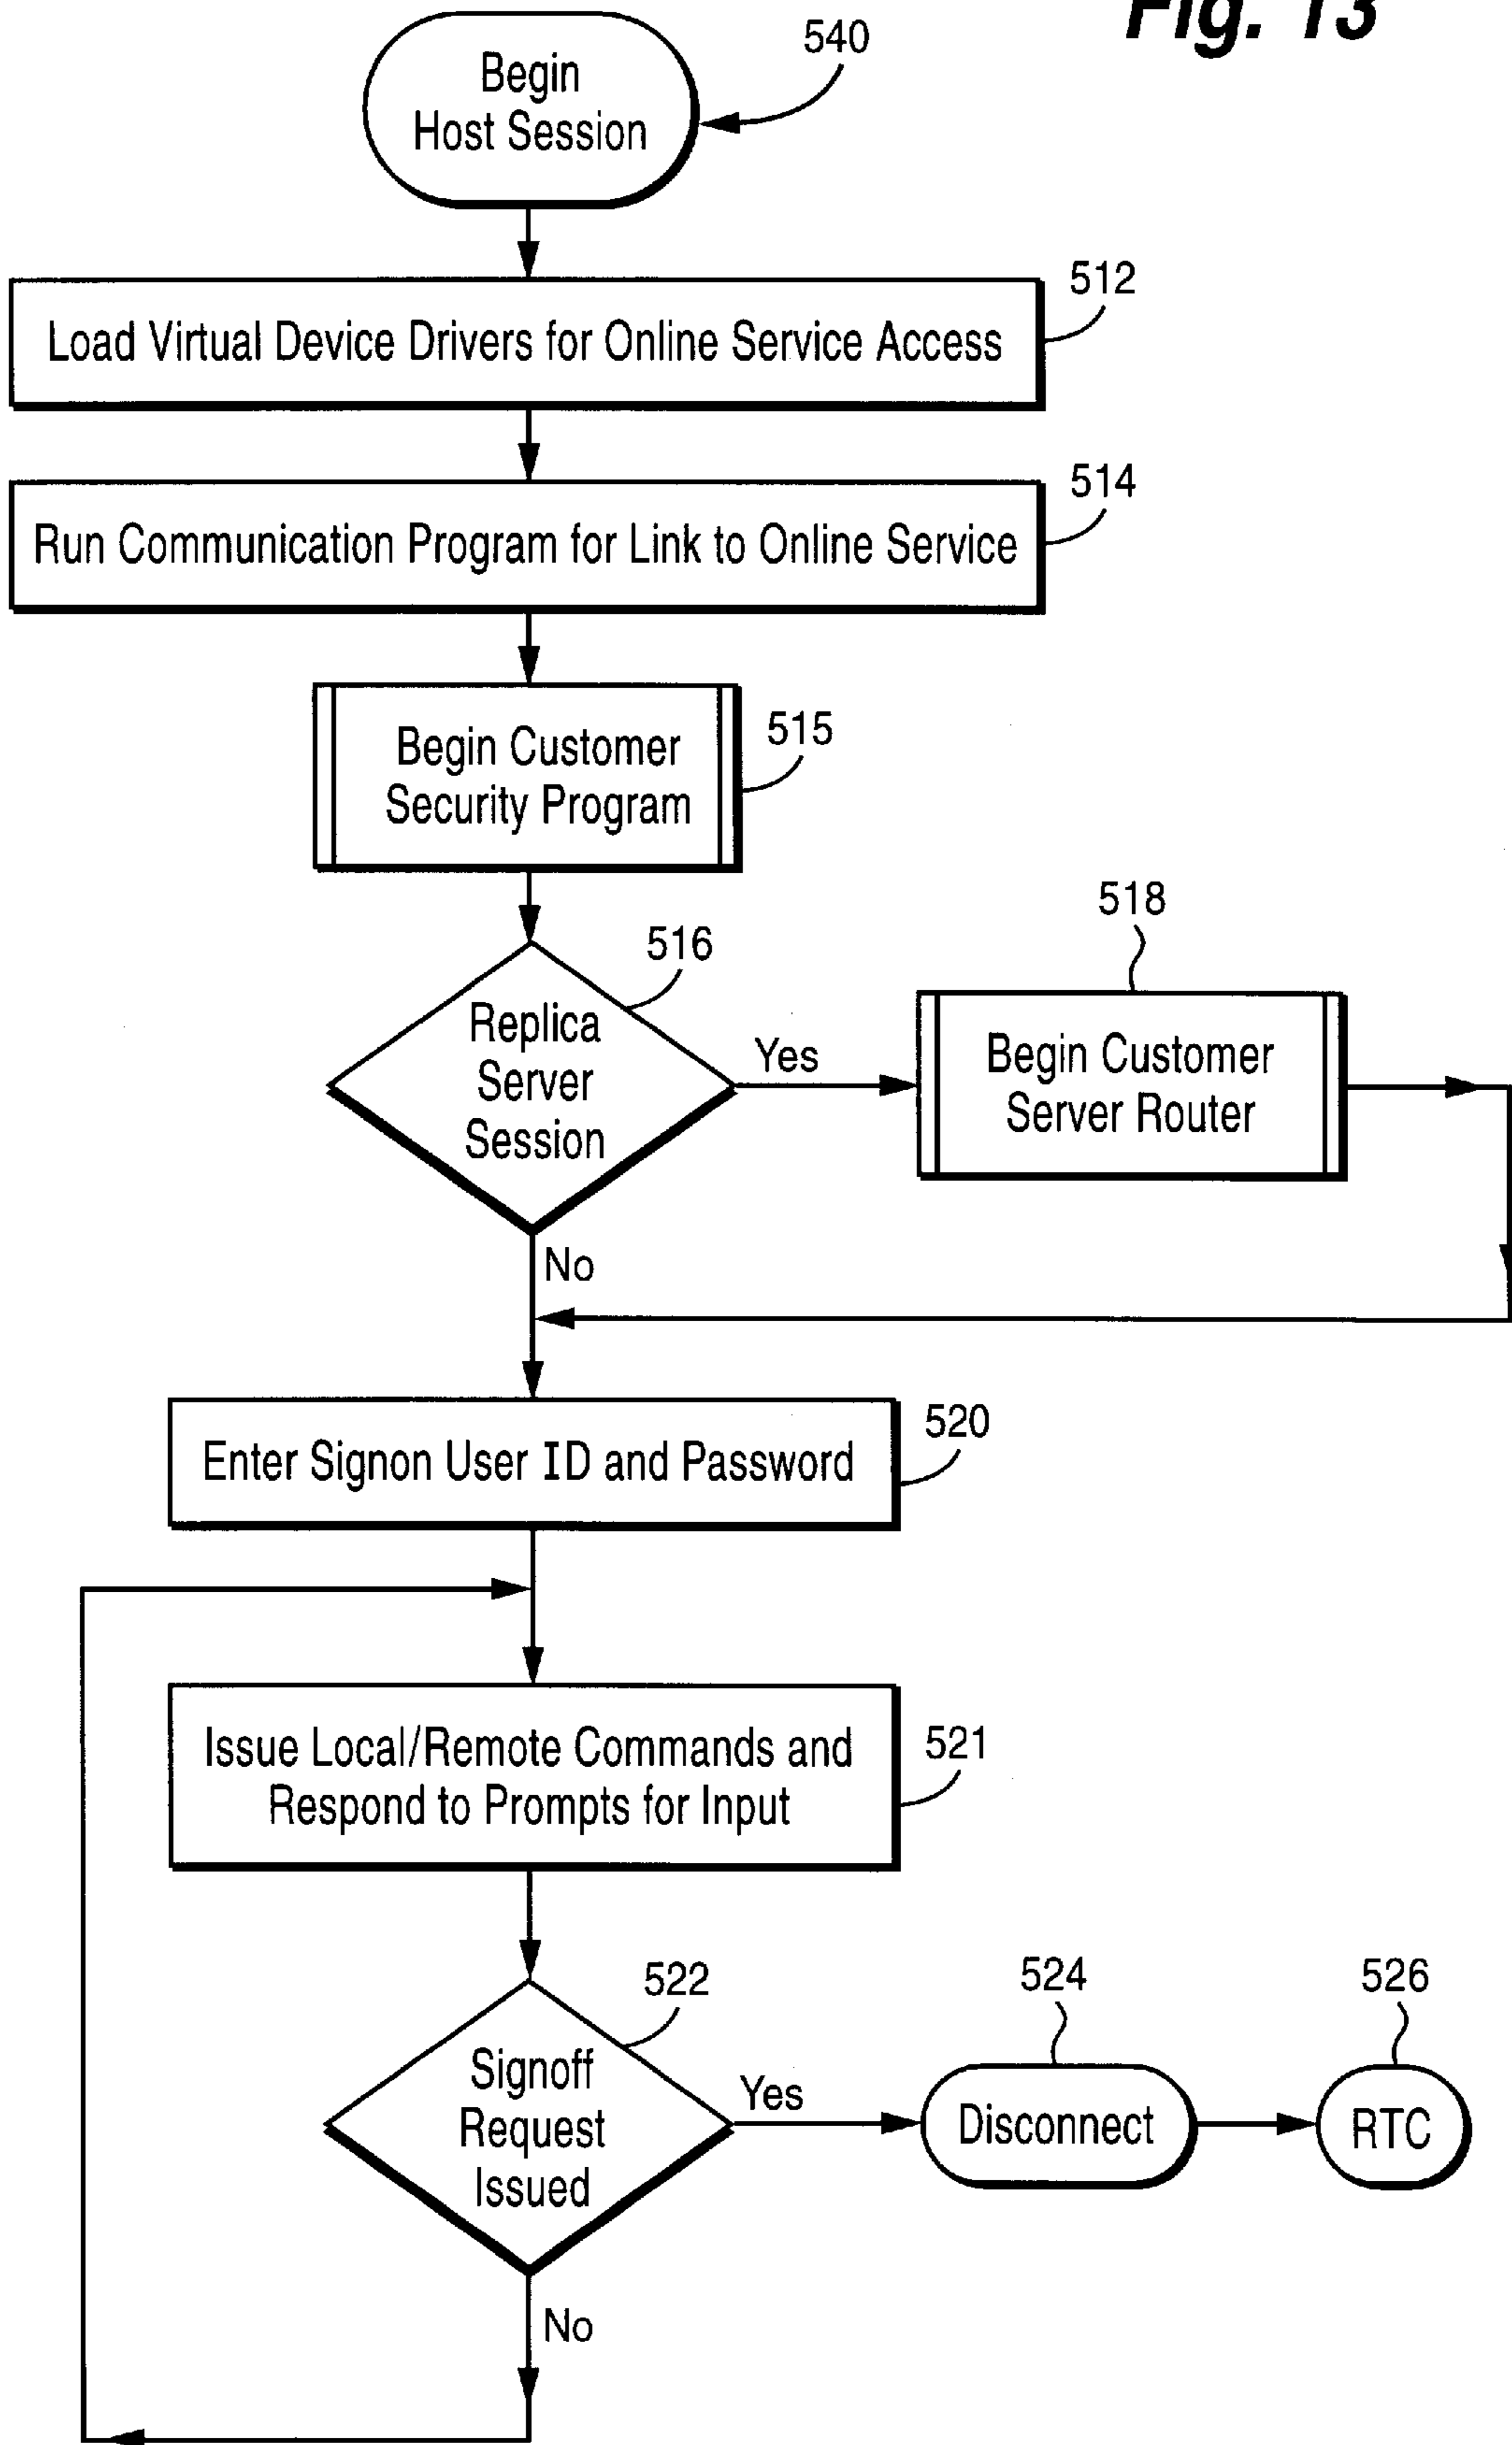 Fig. 13
540
Begin
Host Session
512
Load Virtual Device Drivers for Online Service Access
514
Run Communication Program for Link to Online Service
515
Begin Customer
Security Program
516
Replica
Server
Session
Yes
518
Begin Customer
Server Router
No
520
Enter Signon User ID and Password
521
Issue Local/Remote Commands and
Respond to Prompts for Input
522
Signoff
Request
Issued
Yes
524
Disconnect
526
RTC
No